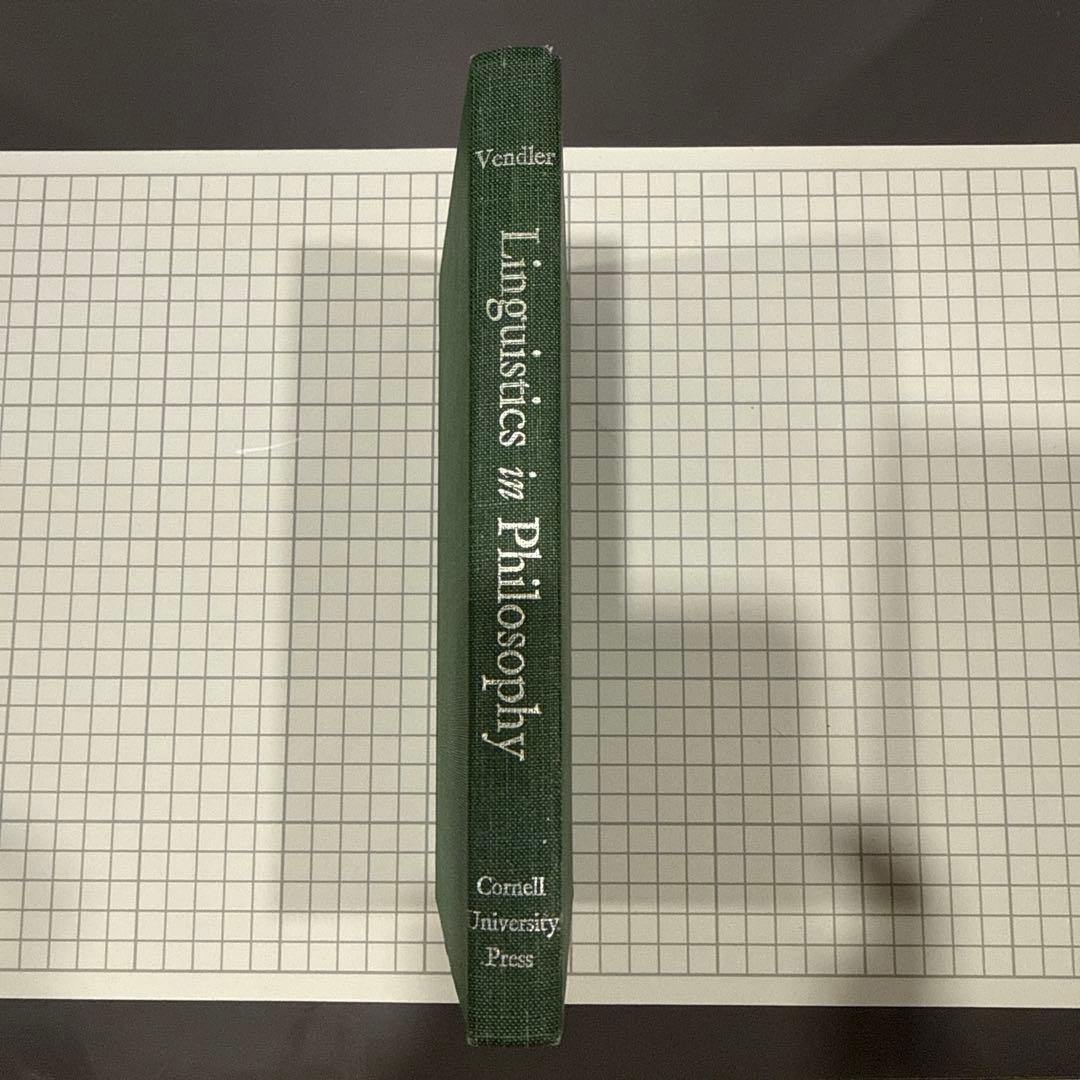 Vendler
Linguistics in Philosophy
Cornell
University
Press